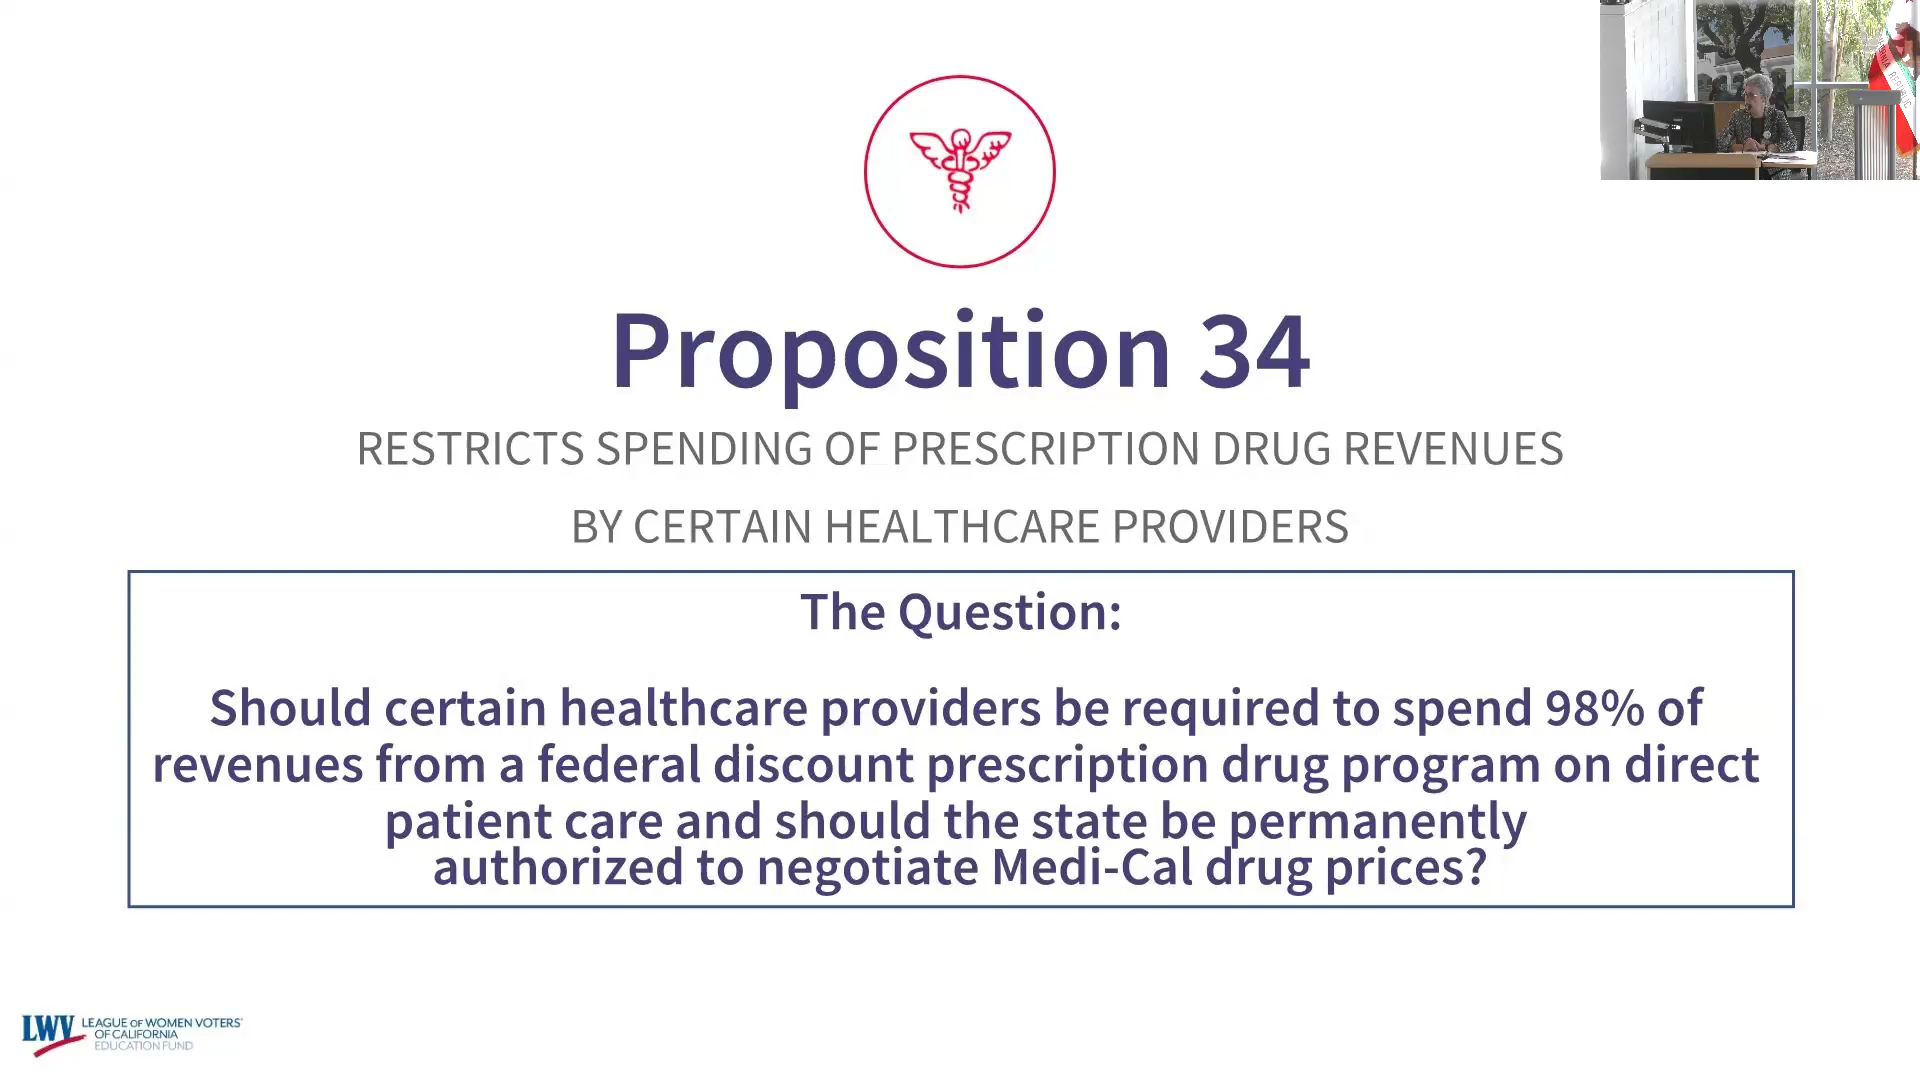 Proposition 34
RESTRICTS SPENDING OF PRESCRIPTION DRUG REVENUES
BY CERTAIN HEALTHCARE PROVIDERS
The Question:
Should certain healthcare providers be required to spend 98% of
revenues from a federal discount prescription drug program on direct
patient care and should the state be permanently
authorized to negotiate Medi-Cal drug prices?
LWV LEAGUE OF WOMEN VOTERS®
OF CALIFORNIA
EDUCATION FUND
REPUBLIC